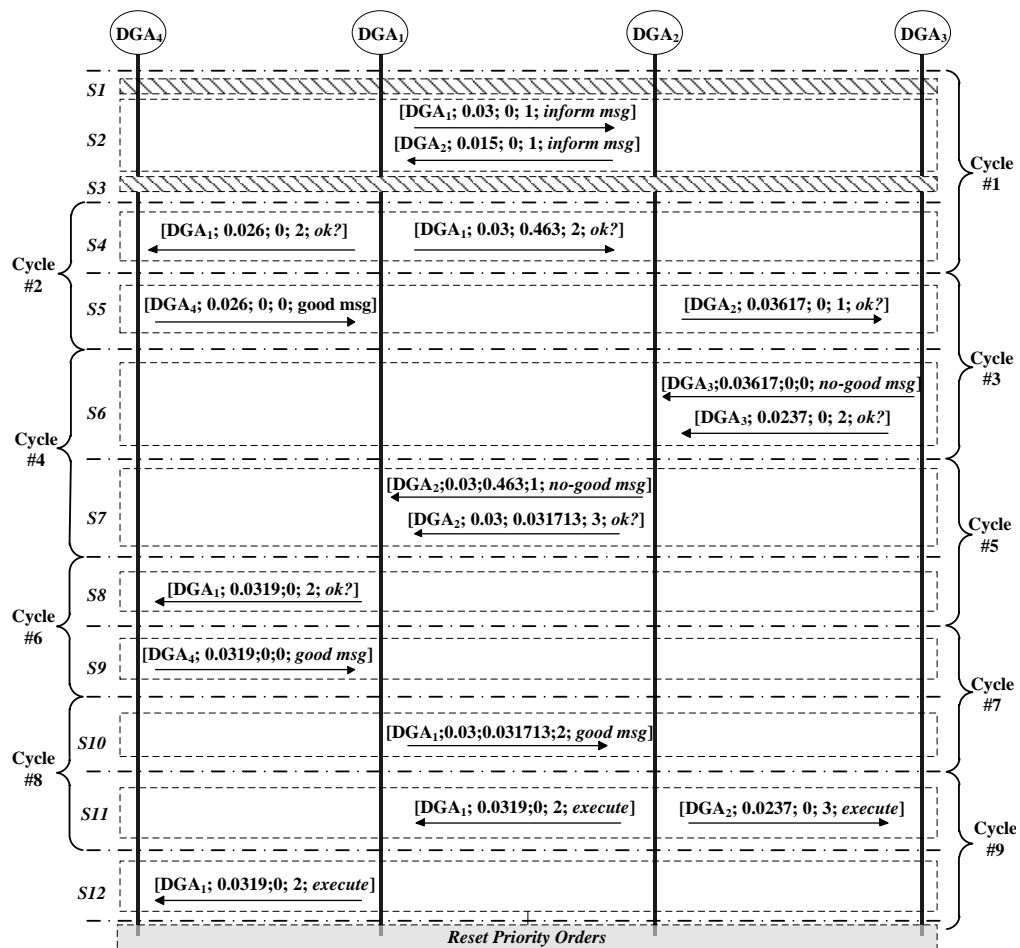 DGA₄ DGA₁ DGA₂ DGA₃
S1
[DGA₁; 0.03; 0; 1; inform msg]
S2
[DGA₂; 0.015; 0; 1; inform msg]
Cycle
#1
S3
[DGA₁; 0.026; 0; 2; ok?] [DGA₁; 0.03; 0.463; 2; ok?]
S4
Cycle
#2
[DGA₄; 0.026; 0; 0; good msg] [DGA₂; 0.03617; 0; 1; ok?]
S5
Cycle
#3
[DGA₃;0.03617;0;0; no-good msg]
S6
[DGA₃; 0.0237; 0; 2; ok?]
Cycle
#4
[DGA₂;0.03;0.463;1; no-good msg]
S7
[DGA₂; 0.03; 0.031713; 3; ok?]
Cycle
#5
[DGA₁; 0.0319;0; 2; ok?]
S8
Cycle
#6
[DGA₄; 0.0319;0;0; good msg]
S9
Cycle
#7
[DGA₁;0.03;0.031713;2; good msg]
S10
Cycle
#8
[DGA₁; 0.0319;0; 2; execute] [DGA₂; 0.0237; 0; 3; execute]
S11
Cycle
#9
[DGA₁; 0.0319;0; 2; execute]
S12
Reset Priority Orders